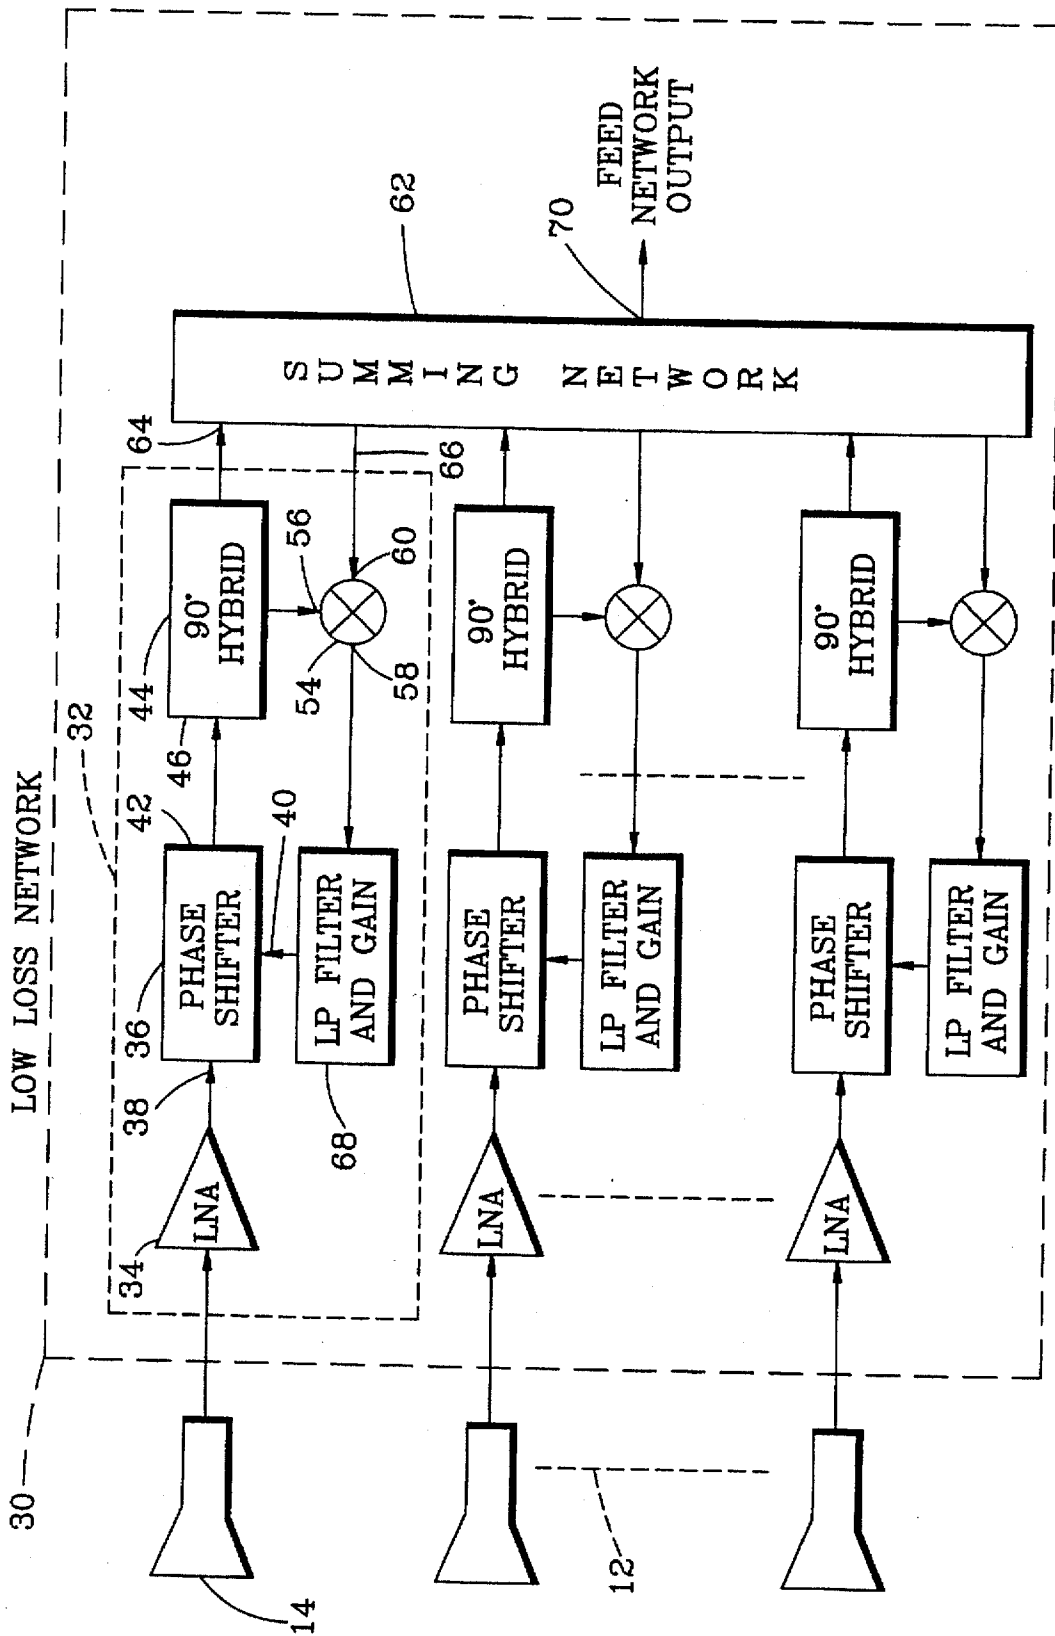 LOW LOSS NETWORK
30
32
14
34
LNA
38
36
PHASE
SHIFTER
42
40
68
LP FILTER
AND GAIN
46
44
90°
HYBRID
56
54
58
60
64
66
62
SUMMING NETWORK
70
FEED
NETWORK
OUTPUT
12
LNA
PHASE
SHIFTER
LP FILTER
AND GAIN
90°
HYBRID
LNA
PHASE
SHIFTER
LP FILTER
AND GAIN
90°
HYBRID